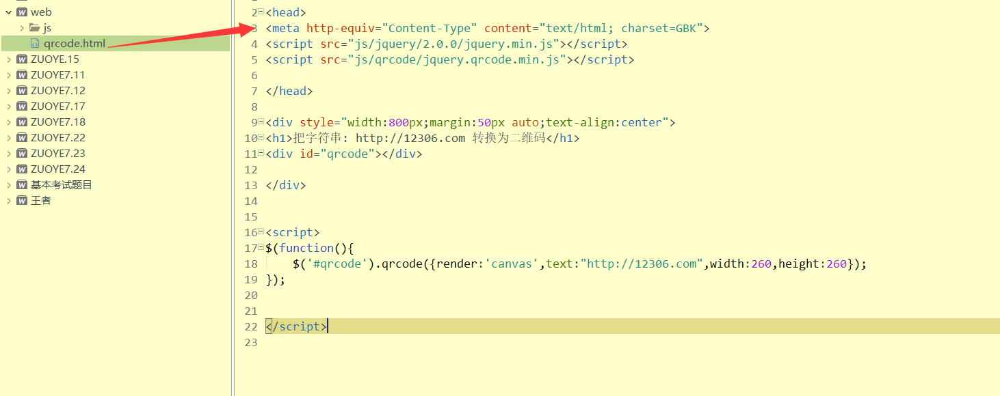 web
js
qrcode.html
ZUOYE.15
ZUOYE7.11
ZUOYE7.12
ZUOYE7.17
ZUOYE7.18
ZUOYE7.22
ZUOYE7.23
ZUOYE7.24
基本考试题目
王者
2 <head>
3 <meta http-equiv="Content-Type" content="text/html; charset=GBK">
4 <script src="js/jquery/2.0.0/jquery.min.js"></script>
5 <script src="js/qrcode/jquery.qrcode.min.js"></script>
6
7 </head>
8
9 <div style="width:800px;margin:50px auto;text-align:center">
10 <h1>把字符串: http://12306.com 转换为二维码</h1>
11 <div id="qrcode"></div>
12
13 </div>
14
15
16 <script>
17 $(function(){
18 $('#qrcode').qrcode({render:'canvas',text:"http://12306.com",width:260,height:260});
19 });
20
21
22 </script>
23